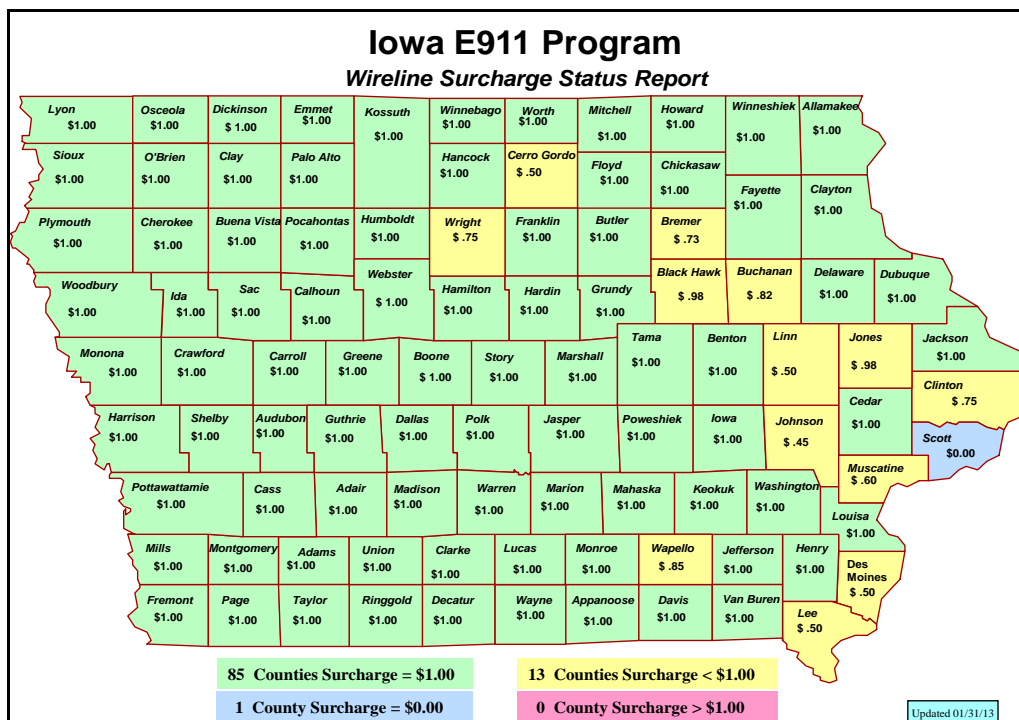 Iowa E911 Program
Wireline Surcharge Status Report
Lyon
$1.00
Osceola
$1.00
Dickinson
$ 1.00
Emmet
$1.00
Kossuth
$1.00
Winnebago
$1.00
Worth
$1.00
Mitchell
$1.00
Howard
$1.00
Winneshiek
$1.00
Allamakee
$1.00
Sioux
$1.00
O'Brien
$1.00
Clay
$1.00
Palo Alto
$1.00
Hancock
$1.00
Cerro Gordo
$ .50
Floyd
$1.00
Chickasaw
$1.00
Fayette
$1.00
Clayton
$1.00
Plymouth
$1.00
Cherokee
$1.00
Buena Vista
$1.00
Pocahontas
$1.00
Humboldt
$1.00
Wright
$ .75
Franklin
$1.00
Butler
$1.00
Bremer
$ .73
Woodbury
$1.00
Ida
$1.00
Sac
$1.00
Calhoun
$1.00
Webster
$ 1.00
Hamilton
$1.00
Hardin
$1.00
Grundy
$1.00
Black Hawk
$ .98
Buchanan
$ .82
Delaware
$1.00
Dubuque
$1.00
Monona
$1.00
Crawford
$1.00
Carroll
$1.00
Greene
$1.00
Boone
$ 1.00
Story
$1.00
Marshall
$1.00
Tama
$1.00
Benton
$1.00
Linn
$ .50
Jones
$ .98
Jackson
$1.00
Clinton
$ .75
Harrison
$1.00
Shelby
$1.00
Audubon
$1.00
Guthrie
$1.00
Dallas
$1.00
Polk
$1.00
Jasper
$1.00
Poweshiek
$1.00
Iowa
$1.00
Johnson
$ .45
Cedar
$1.00
Scott
$0.00
Muscatine
$ .60
Pottawattamie
$1.00
Cass
$1.00
Adair
$1.00
Madison
$1.00
Warren
$1.00
Marion
$1.00
Mahaska
$1.00
Keokuk
$1.00
Washington
$1.00
Louisa
$1.00
Mills
$1.00
Montgomery
$1.00
Adams
$1.00
Union
$1.00
Clarke
$1.00
Lucas
$1.00
Monroe
$1.00
Wapello
$ .85
Jefferson
$1.00
Henry
$1.00
Des
Moines
$ .50
Fremont
$1.00
Page
$1.00
Taylor
$1.00
Ringgold
$1.00
Decatur
$1.00
Wayne
$1.00
Appanoose
$1.00
Davis
$1.00
Van Buren
$1.00
Lee
$ .50
85 Counties Surcharge = $1.00
13 Counties Surcharge < $1.00
1 County Surcharge = $0.00
0 County Surcharge > $1.00
Updated 01/31/13